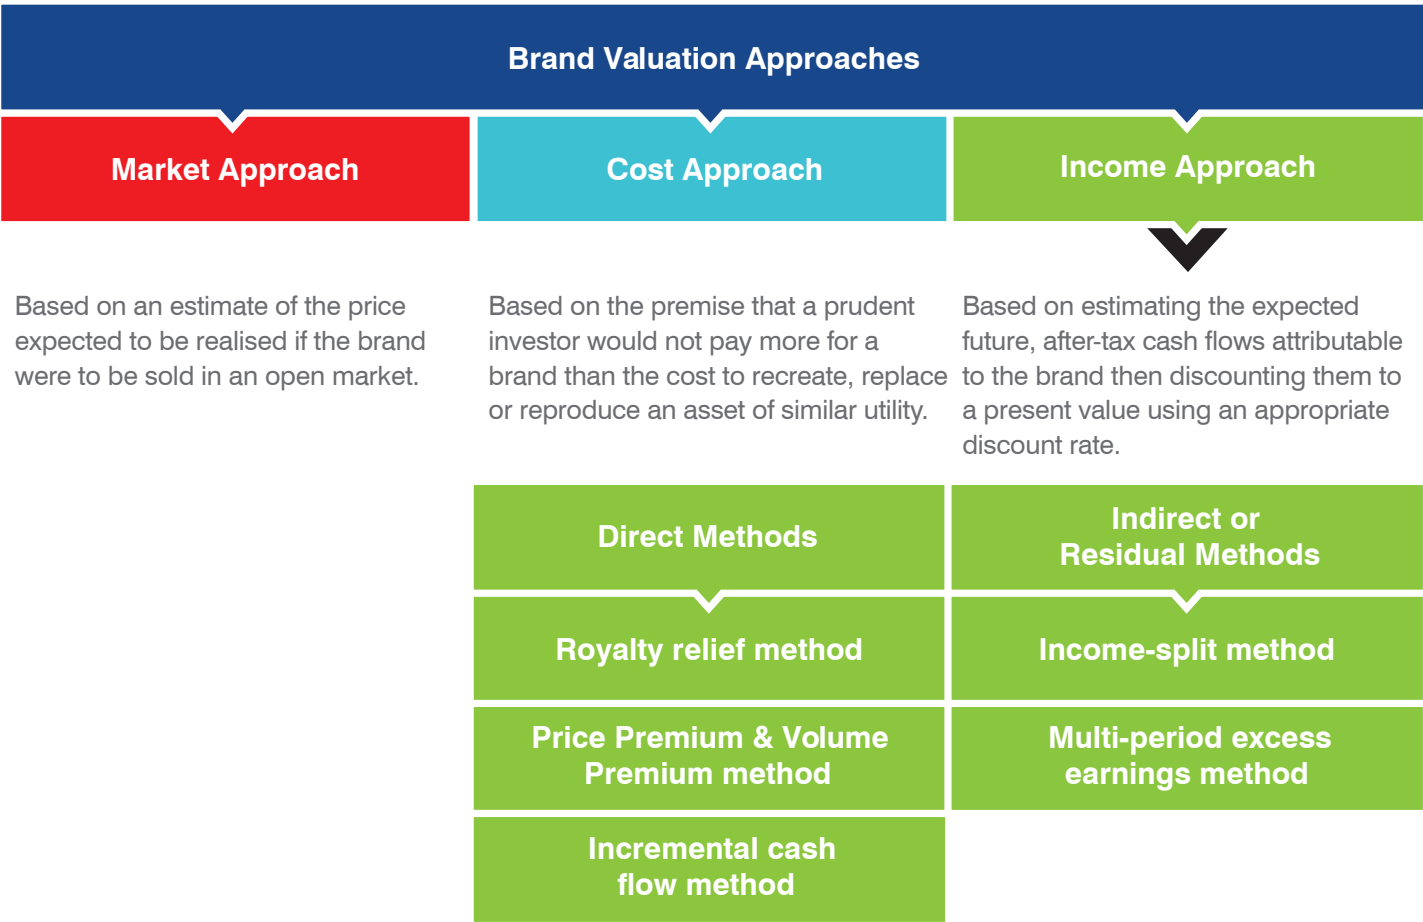 Brand Valuation Approaches
Market Approach
Cost Approach
Income Approach
Based on an estimate of the price
expected to be realised if the brand
were to be sold in an open market.
Based on the premise that a prudent
investor would not pay more for a
brand than the cost to recreate, replace
or reproduce an asset of similar utility.
Based on estimating the expected
future, after-tax cash flows attributable
to the brand then discounting them to
a present value using an appropriate
discount rate.
Direct Methods
Royalty relief method
Price Premium & Volume
Premium method
Incremental cash
flow method
Indirect or
Residual Methods
Income-split method
Multi-period excess
earnings method